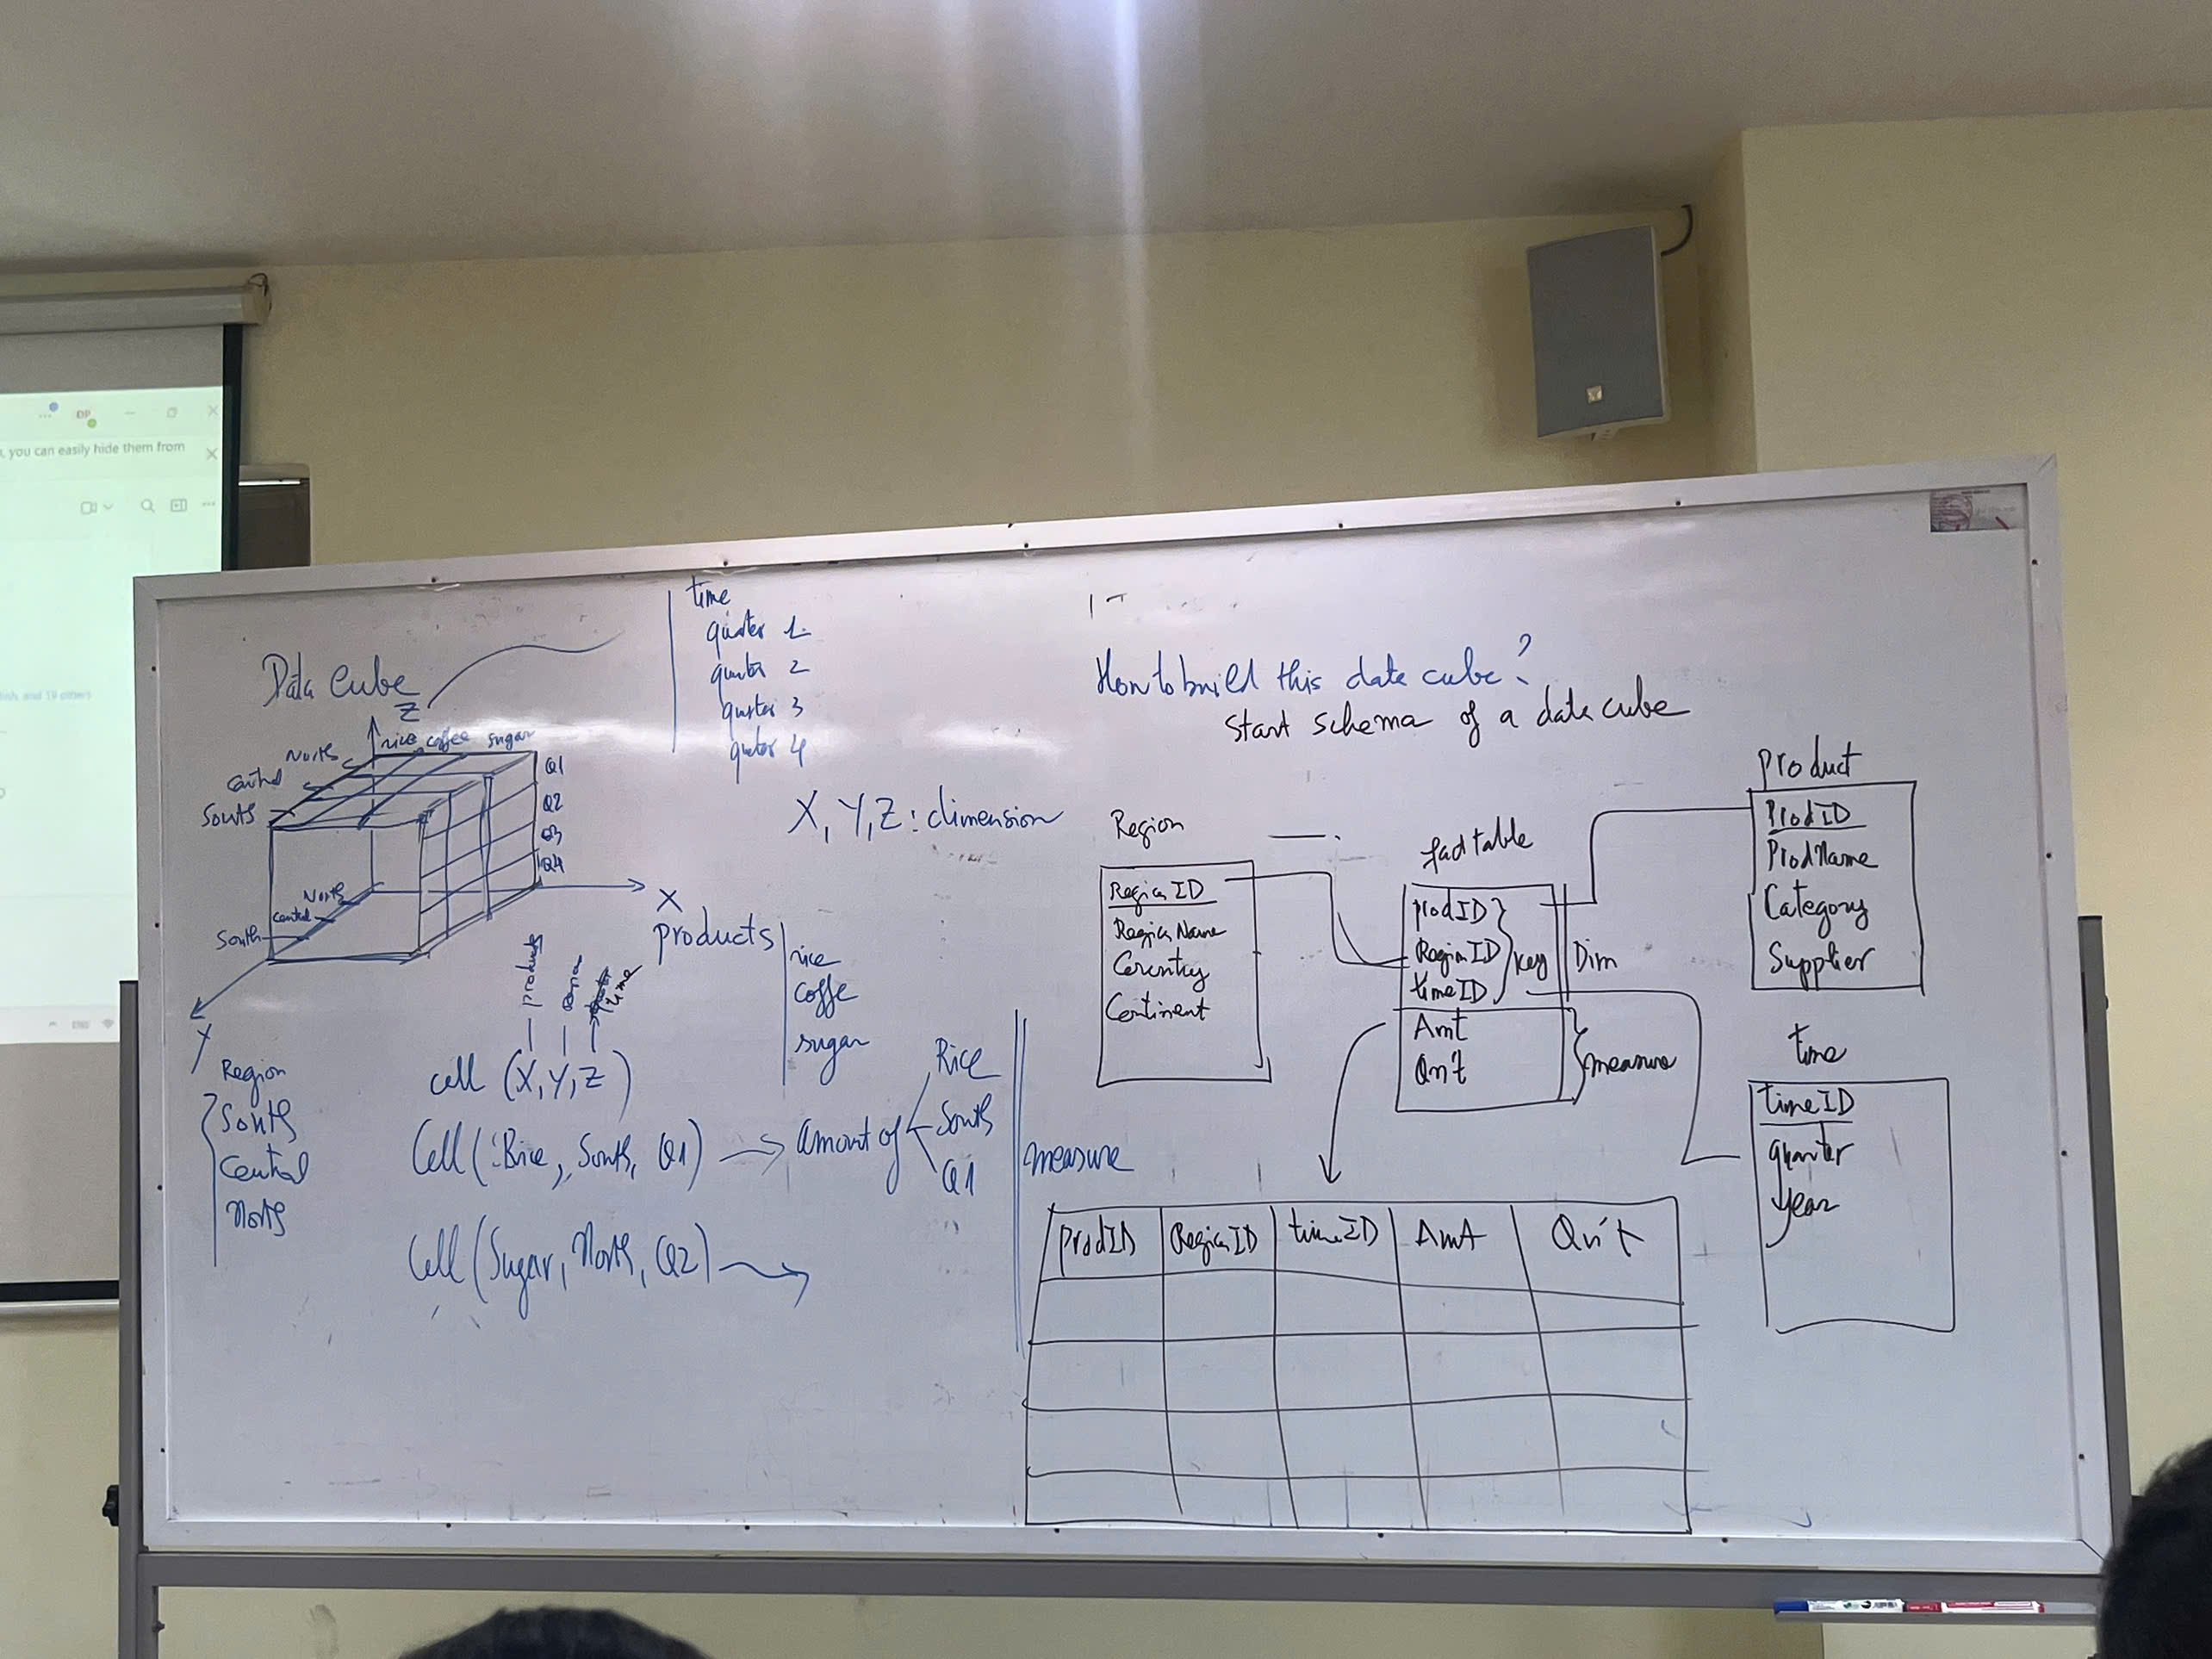 , you can easily hide them from
DP
ENG
Data Cube
time
quarter 1
quarter 2
quarter 3
quarter 4
Z
rice coffee sugar
North
Central
South
Q1
Q2
Q3
Q4
North
Central
South
X
products
rice
coffe
sugar
Y
Region
South
Central
North
X, Y, Z : dimension
products
Region
time
cell (X, Y, Z)
Cell (Rice, South, Q1) → Amount of
Rice
South
Q1
measure
Cell (Sugar, North, Q2) →
How to build this date cube?
Start schema of a date cube
Region
RegionID
Region Name
Country
Continent
fact table
prodID
RegionID
timeID
key
Dim
Amt
Qn't
measure
Product
ProdID
ProdName
Category
Supplier
time
timeID
quarter
year
ProdID RegionID timeID Amt Qn't